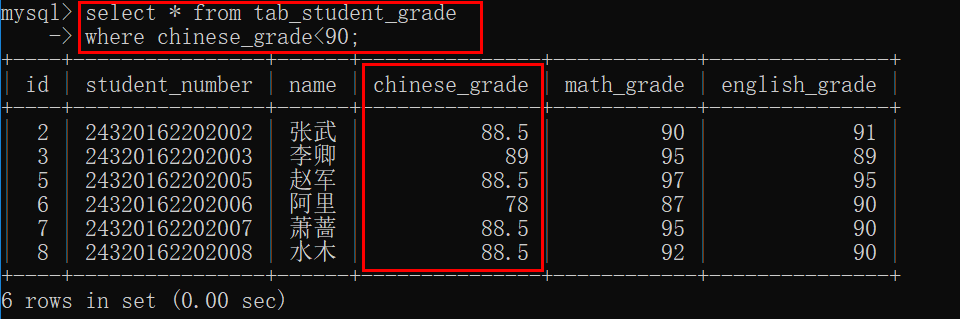 mysql> select * from tab_student_grade
-> where chinese_grade<90;
+----+----------------+------+---------------+------------+---------------+
| id | student_number | name | chinese_grade | math_grade | english_grade |
+----+----------------+------+---------------+------------+---------------+
| 2 | 24320162202002 | 张武 | 88.5 | 90 | 91 |
| 3 | 24320162202003 | 李卿 | 89 | 95 | 89 |
| 5 | 24320162202005 | 赵军 | 88.5 | 97 | 95 |
| 6 | 24320162202006 | 阿里 | 78 | 87 | 90 |
| 7 | 24320162202007 | 萧蔷 | 88.5 | 95 | 90 |
| 8 | 24320162202008 | 水木 | 88.5 | 92 | 90 |
+----+----------------+------+---------------+------------+---------------+
6 rows in set (0.00 sec)